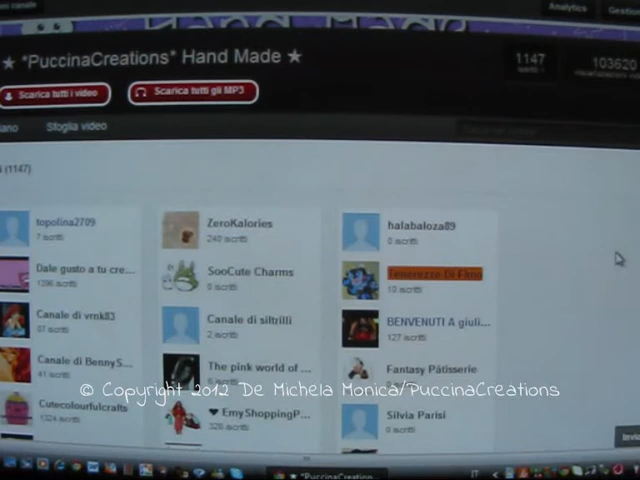 Analytics
★ *PuccinaCreations* Hand Made ★
1147
103620
Scarica tutti i video
Scarica tutti gli MP3
Sfoglia video
(1147)
topolina2709
7 iscritti
ZeroKalories
240 iscritti
halabaloza89
0 iscritti
Dale gusto a tu cre...
1396 iscritti
SooCute Charms
0 iscritti
Tenerezze Di Fimo
10 iscritti
Canale di vrnk83
57 iscritti
Canale di siltrilli
2 iscritti
BENVENUTI A giuli...
127 iscritti
Canale di BennyS...
41 iscritti
The pink world of ...
Fantasy Pâtisserie
Cutecolourfulcrafts
1324 iscritti
❤ EmyShoppingP...
328 iscritti
Silvia Parisi
0 iscritti
© Copyright 2012 De Michela Monica/PuccinaCreations
*PuccinaCreation...
IT